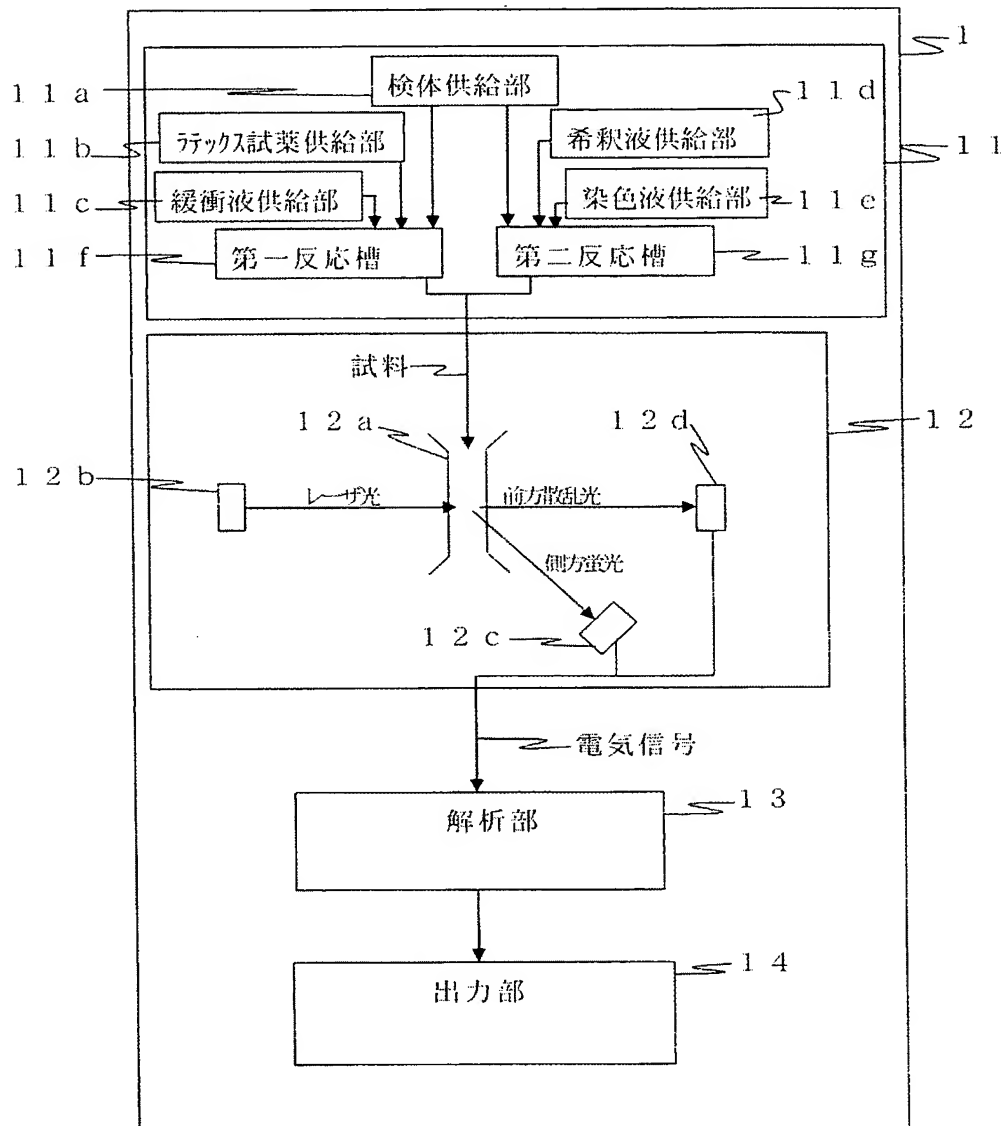 １
１１ａ
検体供給部
１１ｄ
１１ｂ
ﾗﾃｯｸｽ試薬供給部
希釈液供給部
１１
１１ｃ
緩衝液供給部
染色液供給部
１１ｅ
１１ｆ
第一反応槽
第二反応槽
１１ｇ
試料
１２ａ
１２ｄ
１２
１２ｂ
レーザ光
前方散乱光
側方蛍光
１２ｃ
電気信号
１３
解析部
１４
出力部